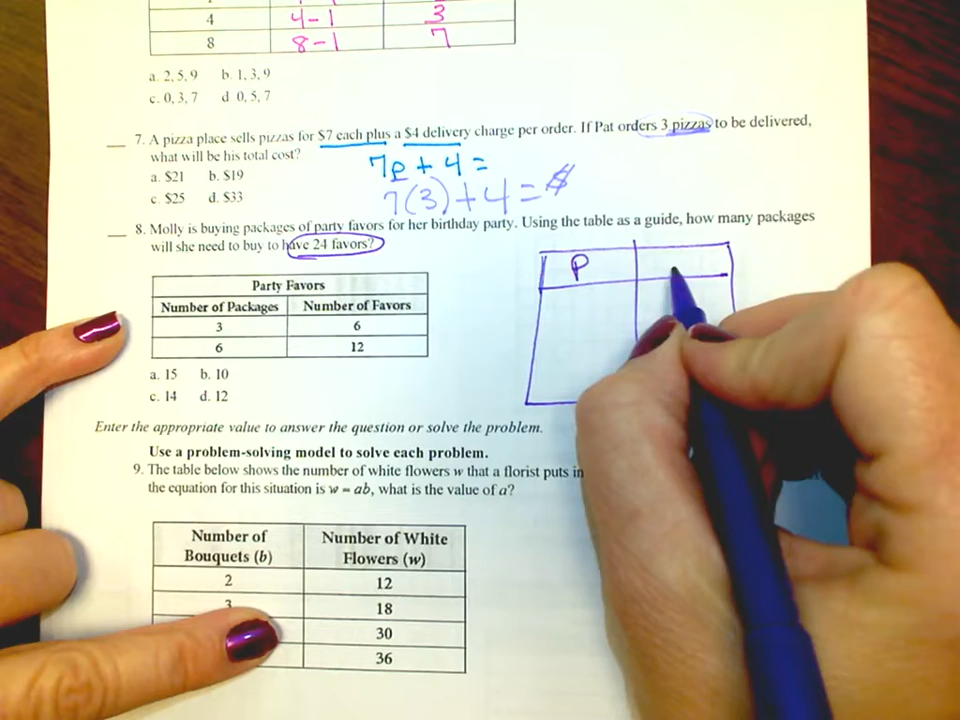 4 4-1 3
8 8-1 7
a. 2, 5, 9 b. 1, 3, 9
c. 0, 3, 7 d 0, 5, 7
7. A pizza place sells pizzas for $7 each plus a $4 delivery charge per order. If Pat orders 3 pizzas to be delivered,
what will be his total cost?
7p + 4 =
a. $21 b. $19
c. $25 d. $33
7(3) + 4 = $
8. Molly is buying packages of party favors for her birthday party. Using the table as a guide, how many packages
will she need to buy to have 24 favors?
P
Party Favors
Number of Packages Number of Favors
3 6
6 12
a. 15 b. 10
c. 14 d. 12
Enter the appropriate value to answer the question or solve the problem.
Use a problem-solving model to solve each problem.
9. The table below shows the number of white flowers w that a florist puts in
the equation for this situation is w = ab, what is the value of a?
Number of Bouquets (b) Number of White Flowers (w)
2 12
3 18
30
36